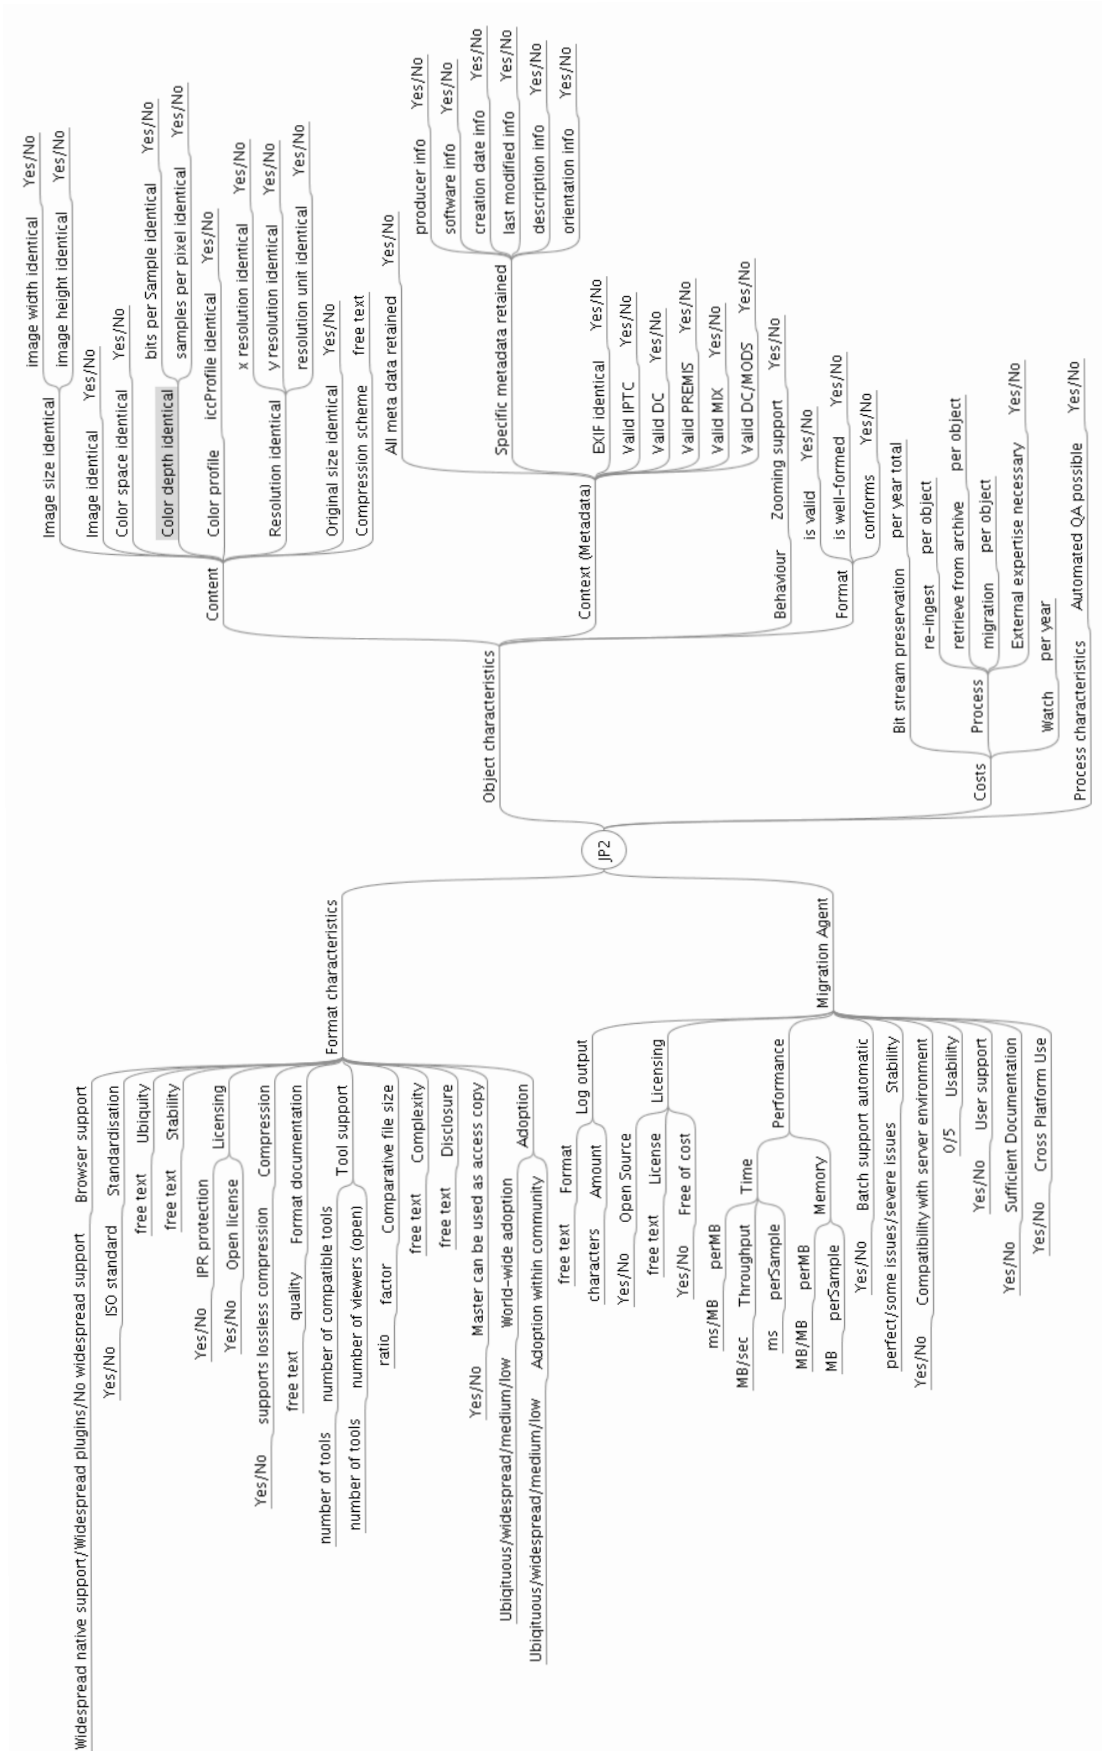 JP2
Format characteristics
Widespread native support/Widespread plugins/No widespread support Browser support
Yes/No ISO standard Standardisation
free text Ubiquity
free text Stability
Licensing
Yes/No IPR protection
Yes/No Open license
Yes/No supports lossless compression Compression
free text quality Format documentation
Tool support
number of tools number of compatible tools
number of tools number of viewers (open)
ratio factor Comparative file size
free text Complexity
free text Disclosure
Yes/No Master can be used as access copy
Adoption
Ubiqituous/widespread/medium/low World-wide adoption
Ubiqituous/widespread/medium/low Adoption within community
Migration Agent
Log output
free text Format
characters Amount
Licensing
Yes/No Open Source
free text License
Yes/No Free of cost
Performance
Time
ms/MB perMB
MB/sec Throughput
ms perSample
Memory
MB/MB perMB
MB perSample
Yes/No Batch support automatic
perfect/some issues/severe issues Stability
Yes/No Compatibility with server environment
0/5 Usability
Yes/No User support
Yes/No Sufficient Documentation
Yes/No Cross Platform Use
Object characteristics
Content
Image size identical
image width identical Yes/No
image height identical Yes/No
Image identical Yes/No
Color space identical Yes/No
Color depth identical
bits per Sample identical Yes/No
samples per pixel identical Yes/No
Color profile iccProfile identical Yes/No
Resolution identical
x resolution identical Yes/No
y resolution identical Yes/No
resolution unit identical Yes/No
Original size identical Yes/No
Compression scheme free text
Context (Metadata)
All meta data retained Yes/No
Specific metadata retained
producer info Yes/No
software info Yes/No
creation date info Yes/No
last modified info Yes/No
description info Yes/No
orientation info Yes/No
EXIF identical Yes/No
Valid IPTC Yes/No
Valid DC Yes/No
Valid PREMIS Yes/No
Valid MIX Yes/No
Valid DC/MODS Yes/No
Behaviour Zooming support Yes/No
Format
is valid Yes/No
is well-formed Yes/No
conforms Yes/No
Costs
Bit stream preservation per year total
Process
re-ingest per object
retrieve from archive per object
migration per object
External expertise necessary Yes/No
Watch per year
Process characteristics Automated QA possible Yes/No